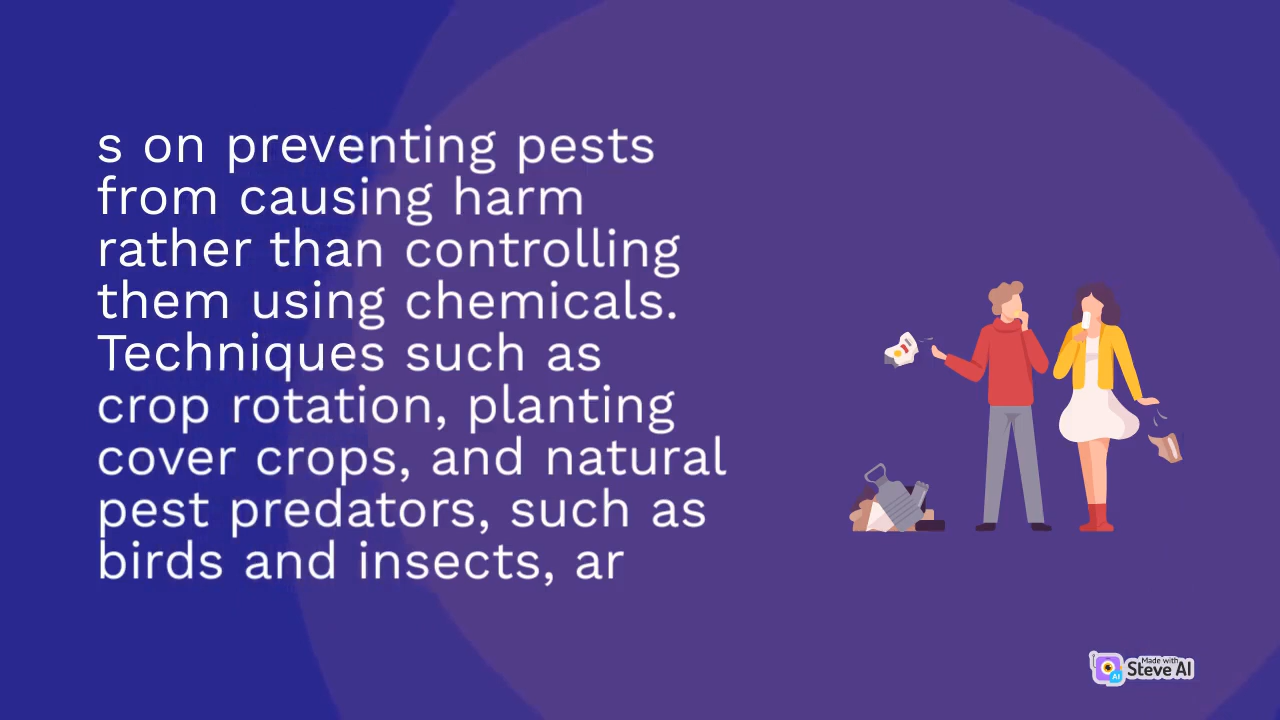 s on preventing pests
from causing harm
rather than controlling
them using chemicals.
Techniques such as
crop rotation, planting
cover crops, and natural
pest predators, such as
birds and insects, ar
Made with
AI Steve AI